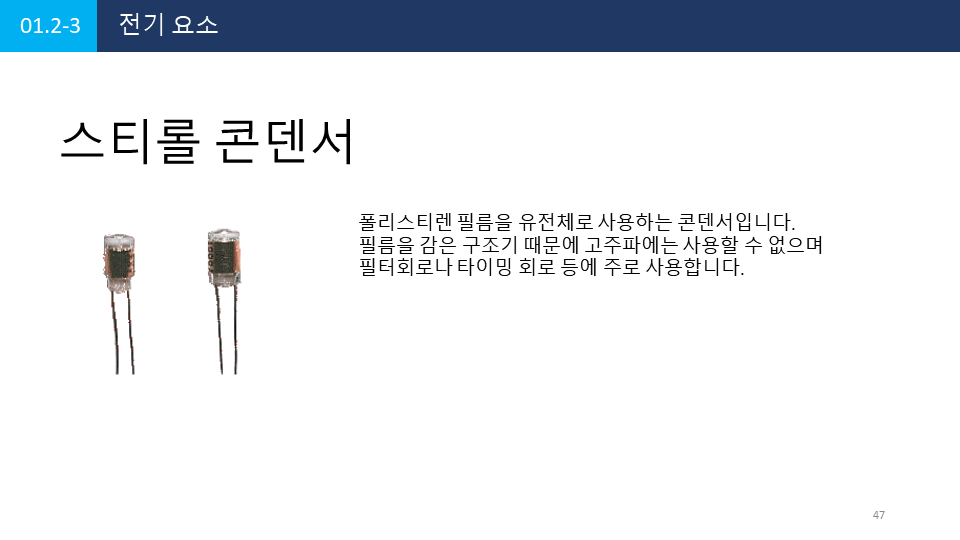 01.2-3 전기 요소
스티롤 콘덴서
폴리스티렌 필름을 유전체로 사용하는 콘덴서입니다.
필름을 감은 구조기 때문에 고주파에는 사용할 수 없으며
필터회로나 타이밍 회로 등에 주로 사용합니다.
47